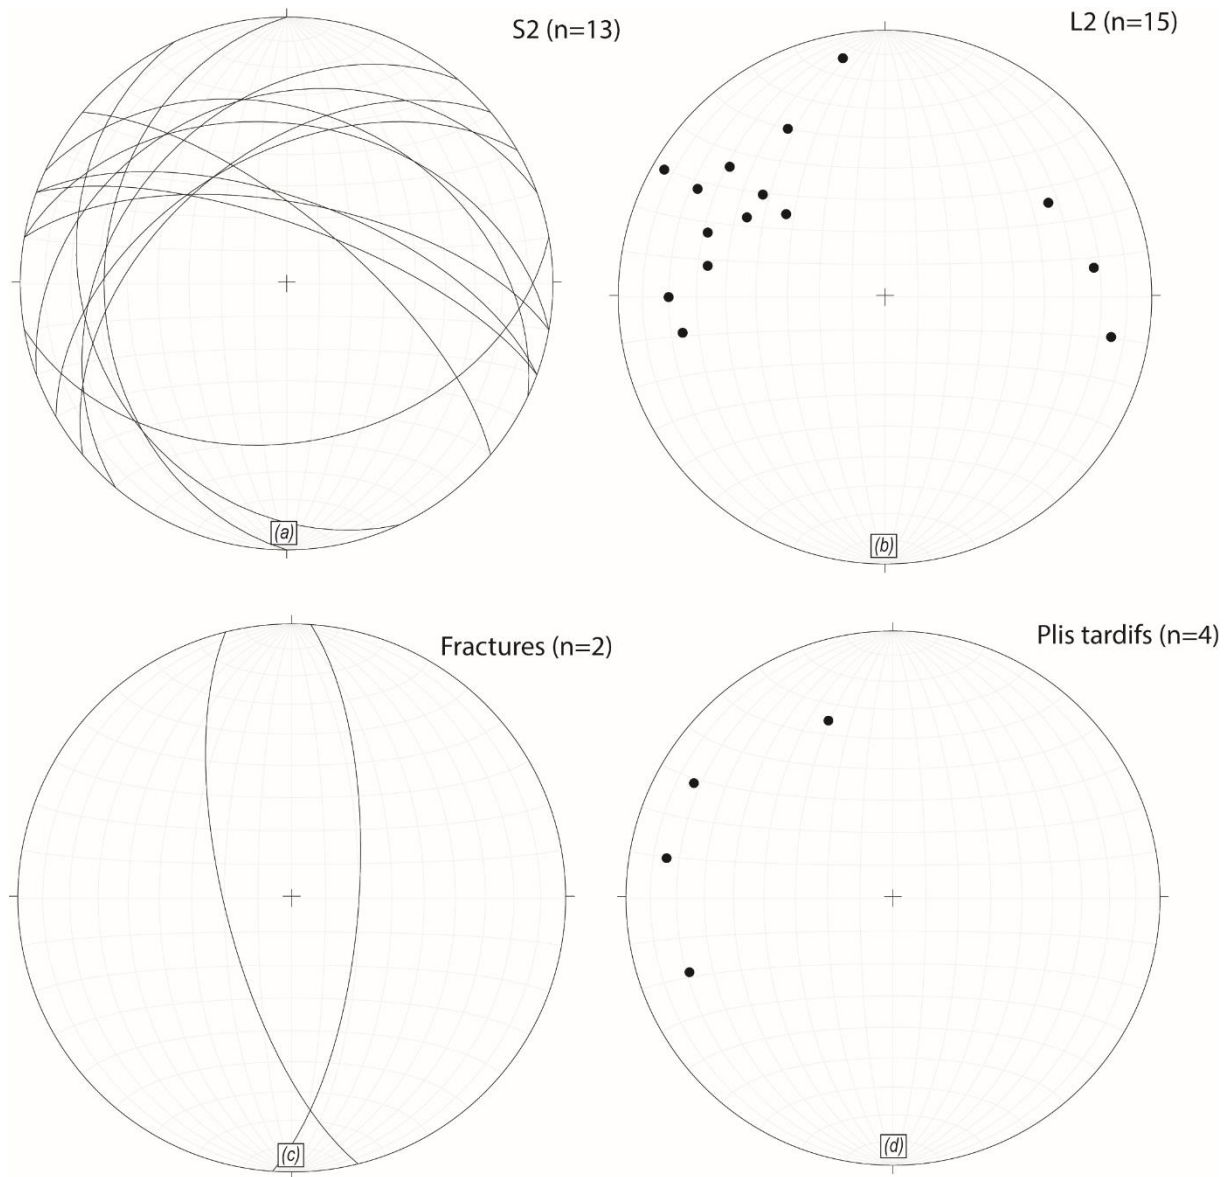 S2 (n=13)
L2 (n=15)
(a)
(b)
Fractures (n=2)
Plis tardifs (n=4)
(c)
(d)